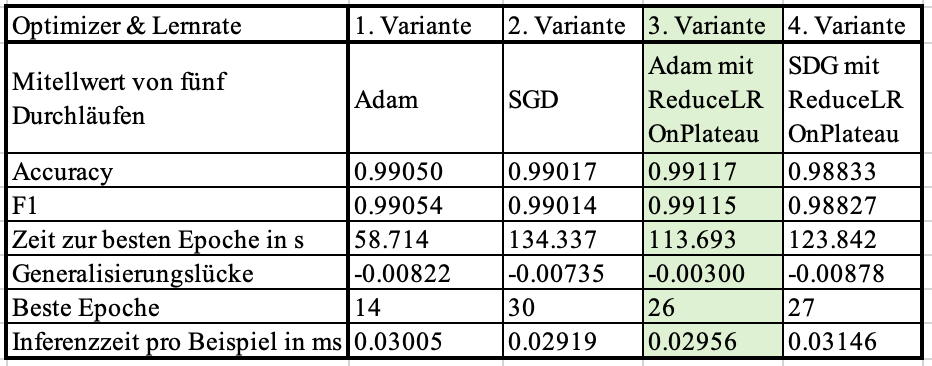 Optimizer & Lernrate 1. Variante 2. Variante 3. Variante 4. Variante
Mitellwert von fünf Durchläufen Adam SGD Adam mit ReduceLR OnPlateau SDG mit ReduceLR OnPlateau
Accuracy 0.99050 0.99017 0.99117 0.98833
F1 0.99054 0.99014 0.99115 0.98827
Zeit zur besten Epoche in s 58.714 134.337 113.693 123.842
Generalisierungslücke -0.00822 -0.00735 -0.00300 -0.00878
Beste Epoche 14 30 26 27
Inferenzzeit pro Beispiel in ms 0.03005 0.02919 0.02956 0.03146